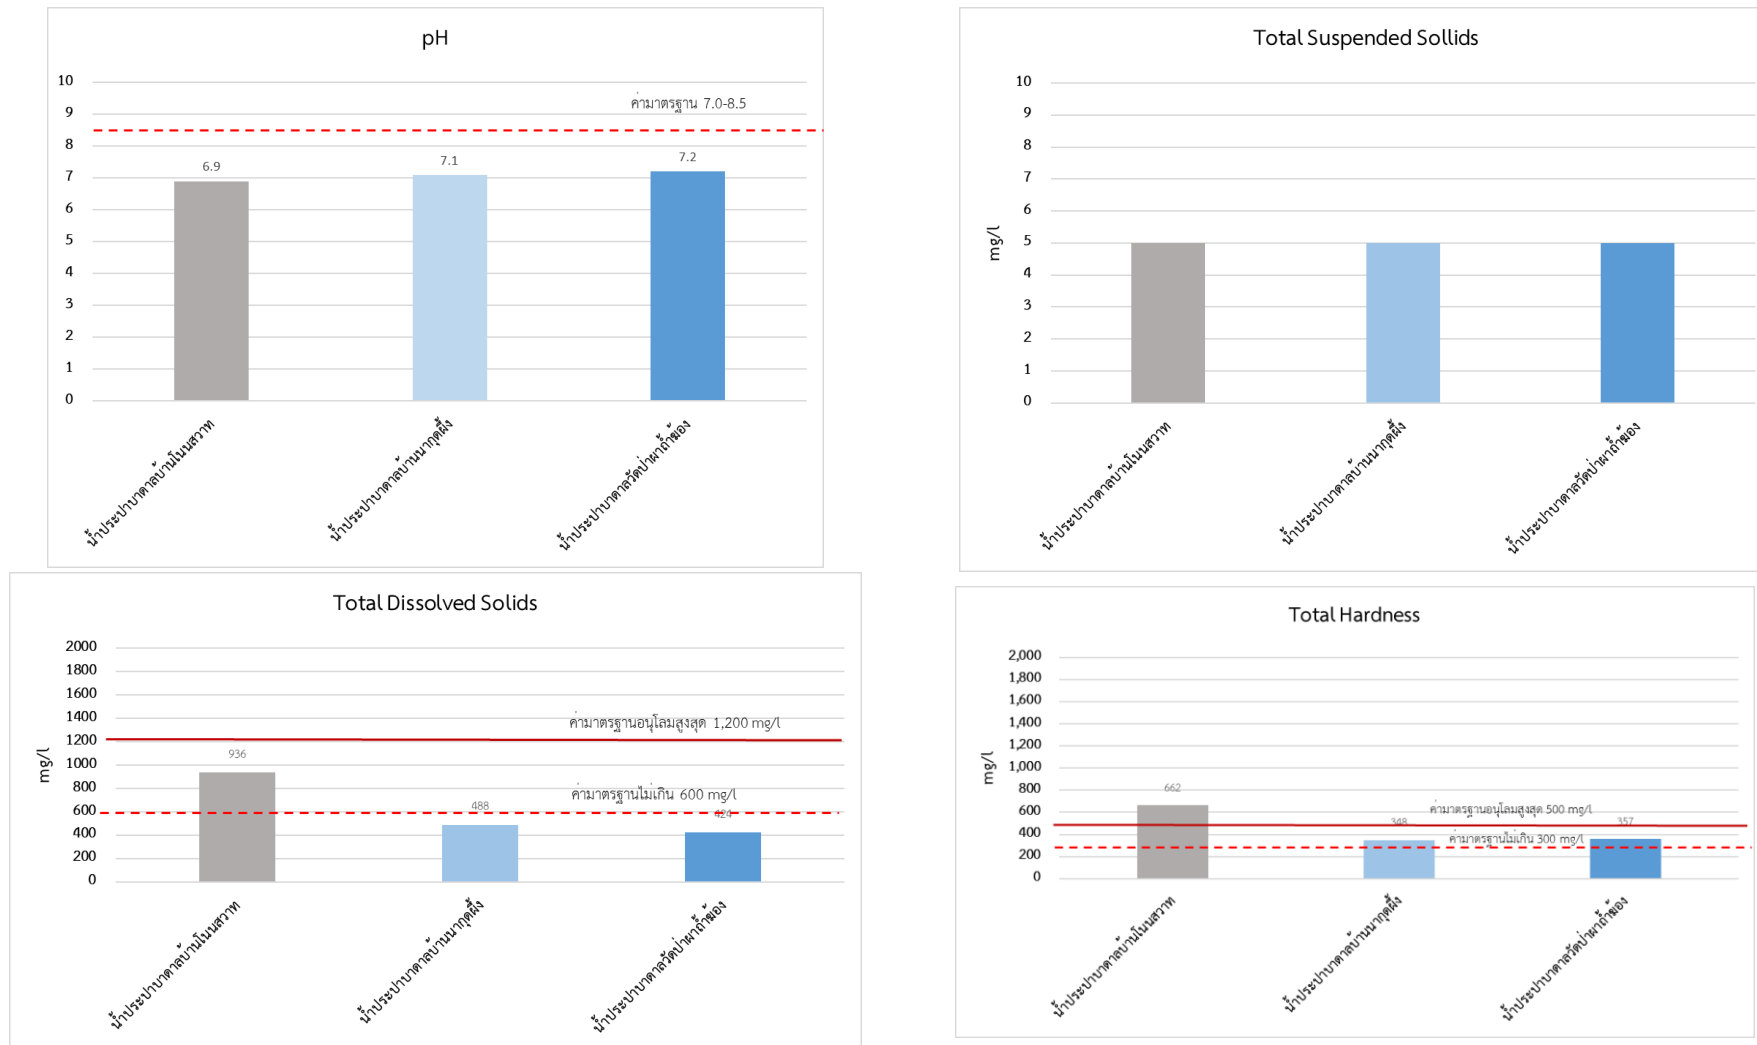 pH
10
9
8
7
6
5
4
3
2
1
0
ค่ามาตรฐาน 7.0-8.5
6.9
7.1
7.2
น้ำประปาบาดาลบ้านโนนสวาท
น้ำประปาบาดาลบ้านนากุดผึ้ง
น้ำประปาบาดาลวัดป่าผาถ้ำฆ้อง
Total Suspended Sollids
mg/l
10
9
8
7
6
5
4
3
2
1
0
น้ำประปาบาดาลบ้านโนนสวาท
น้ำประปาบาดาลบ้านนากุดผึ้ง
น้ำประปาบาดาลวัดป่าผาถ้ำฆ้อง
Total Dissolved Solids
mg/l
2000
1800
1600
1400
1200
1000
800
600
400
200
0
ค่ามาตรฐานอนุโลมสูงสุด 1,200 mg/l
936
ค่ามาตรฐานไม่เกิน 600 mg/l
488
424
น้ำประปาบาดาลบ้านโนนสวาท
น้ำประปาบาดาลบ้านนากุดผึ้ง
น้ำประปาบาดาลวัดป่าผาถ้ำฆ้อง
Total Hardness
mg/l
2,000
1,800
1,600
1,400
1,200
1,000
800
600
400
200
0
662
ค่ามาตรฐานอนุโลมสูงสุด 500 mg/l
348
357
ค่ามาตรฐานไม่เกิน 300 mg/l
น้ำประปาบาดาลบ้านโนนสวาท
น้ำประปาบาดาลบ้านนากุดผึ้ง
น้ำประปาบาดาลวัดป่าผาถ้ำฆ้อง